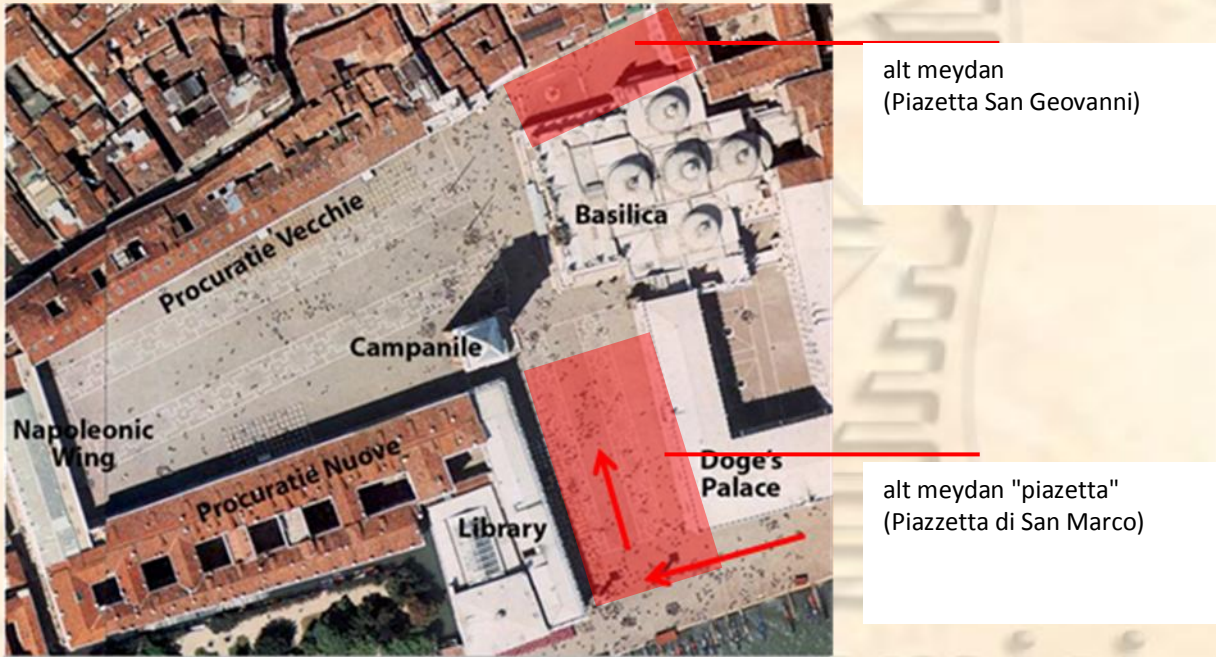 alt meydan
(Piazetta San Geovanni)
Basilica
Procuratie Vecchie
Campanile
Napoleonic
Wing
Procuratie Nuove
Library
Doge's
Palace
alt meydan "piazetta"
(Piazzetta di San Marco)